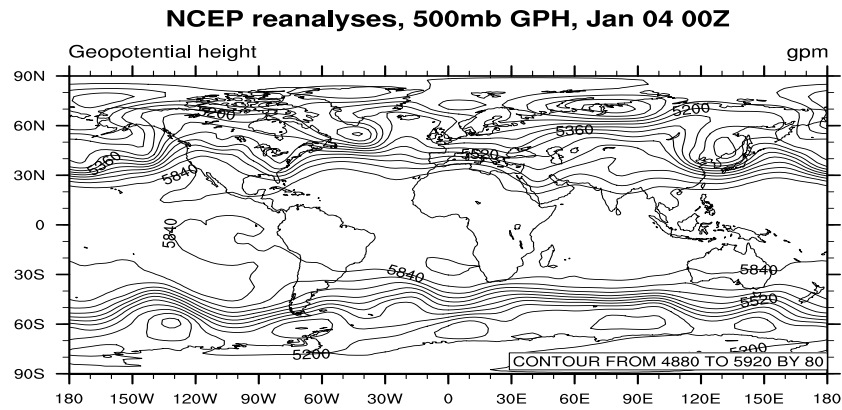 NCEP reanalyses, 500mb GPH, Jan 04 00Z
Geopotential height gpm
90N
5200 5200
60N
5360
5360 5520
30N
5840
0
5840
5840 5840
30S
5520
60S
5200 5200
CONTOUR FROM 4880 TO 5920 BY 80
90S
180 150W 120W 90W 60W 30W 0 30E 60E 90E 120E 150E 180